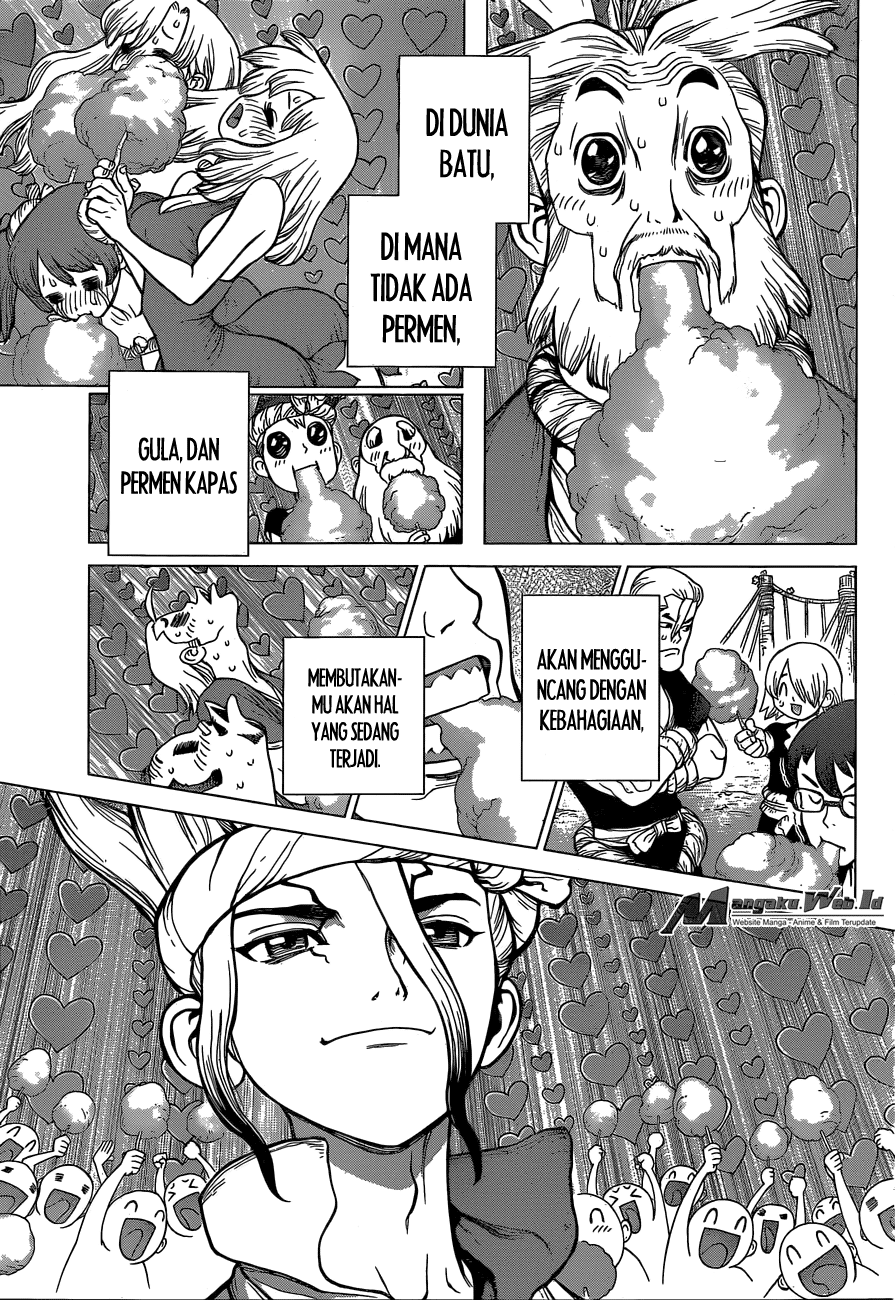 DI DUNIA
BATU,
DI MANA
TIDAK ADA
PERMEN,
GULA, DAN
PERMEN KAPAS
AKAN MENGGU-
NCANG DENGAN
KEBAHAGIAAN,
MEMBUTAKAN-
MU AKAN HAL
YANG SEDANG
TERJADI.
Mangaku.Web.Id
Website Manga - Anime & Film Terupdate